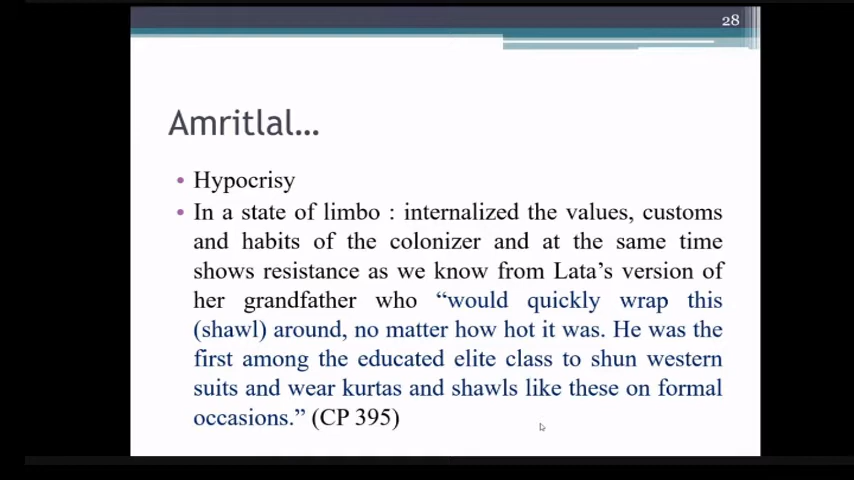 28
Amritlal…
• Hypocrisy
• In a state of limbo : internalized the values, customs
and habits of the colonizer and at the same time
shows resistance as we know from Lata’s version of
her grandfather who “would quickly wrap this
(shawl) around, no matter how hot it was. He was the
first among the educated elite class to shun western
suits and wear kurtas and shawls like these on formal
occasions.” (CP 395)